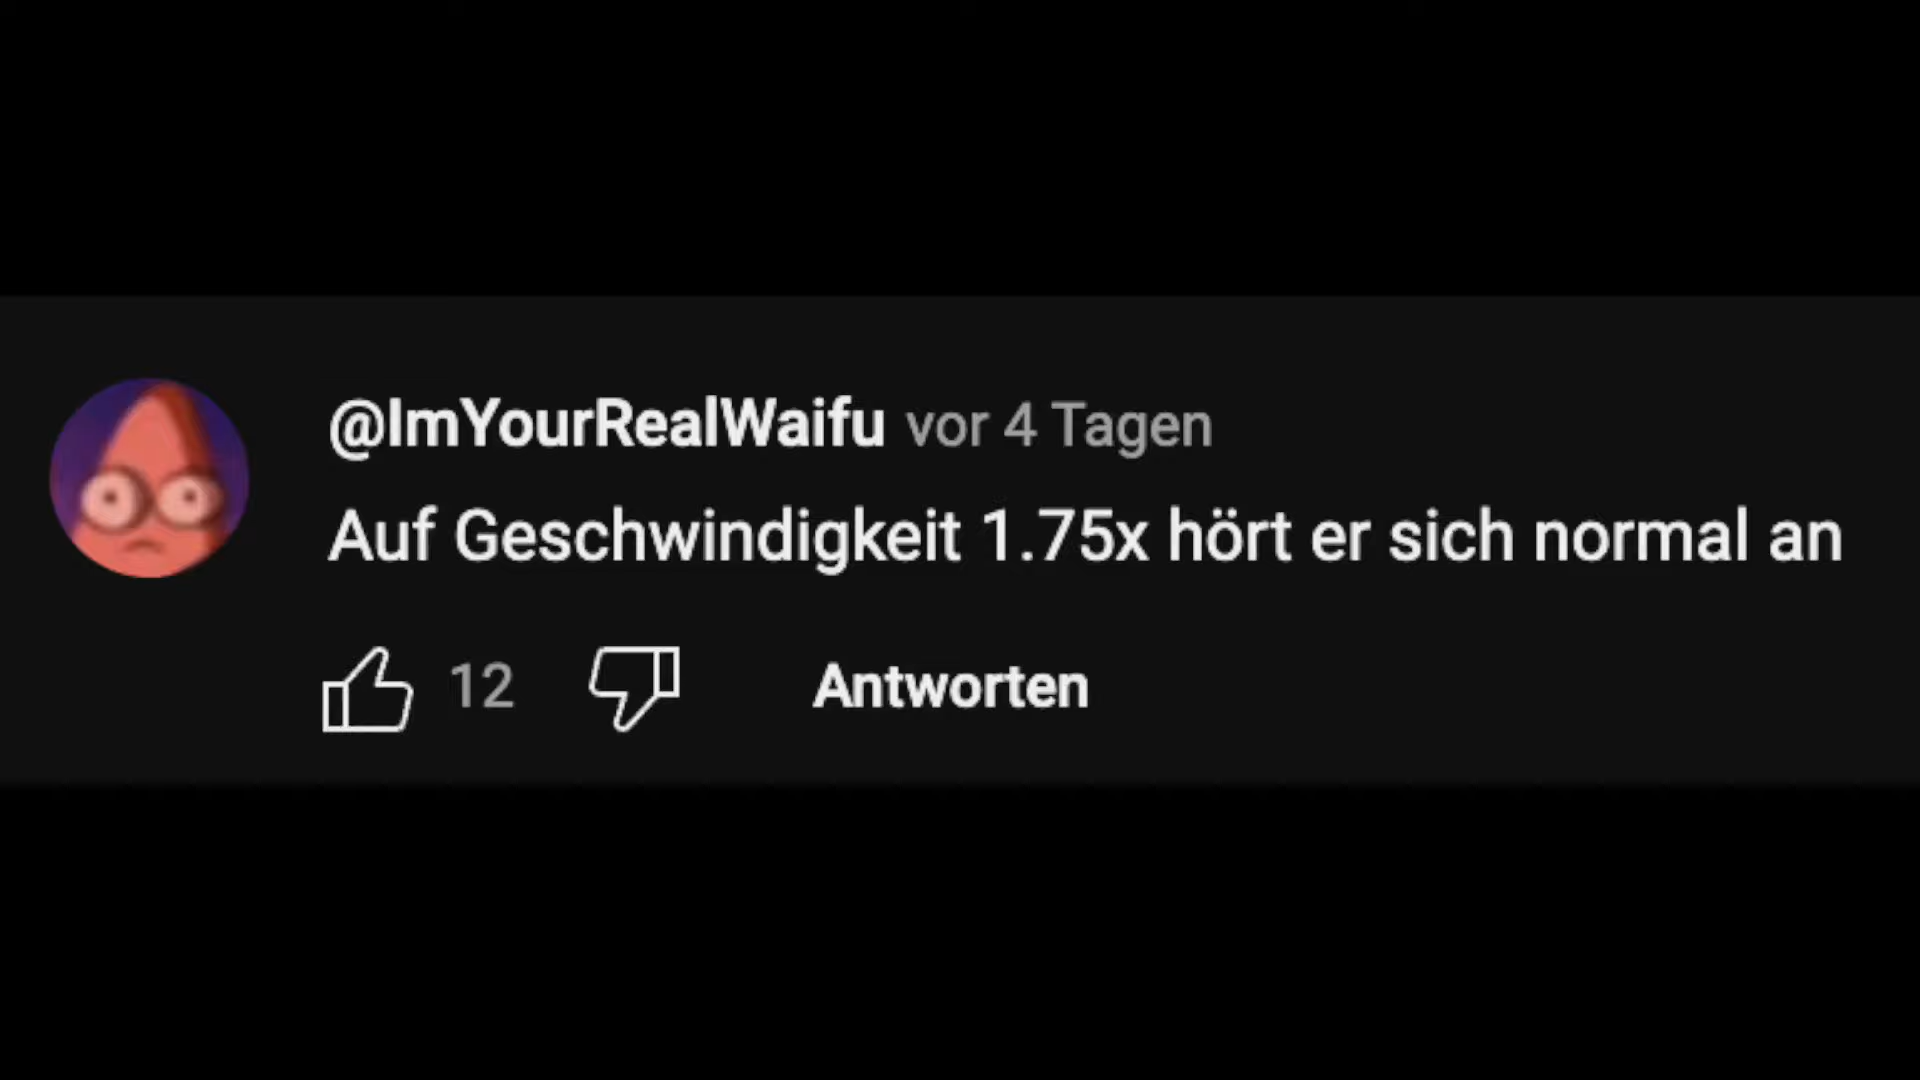 @ImYourRealWaifu vor 4 Tagen
Auf Geschwindigkeit 1.75x hört er sich normal an
12 Antworten